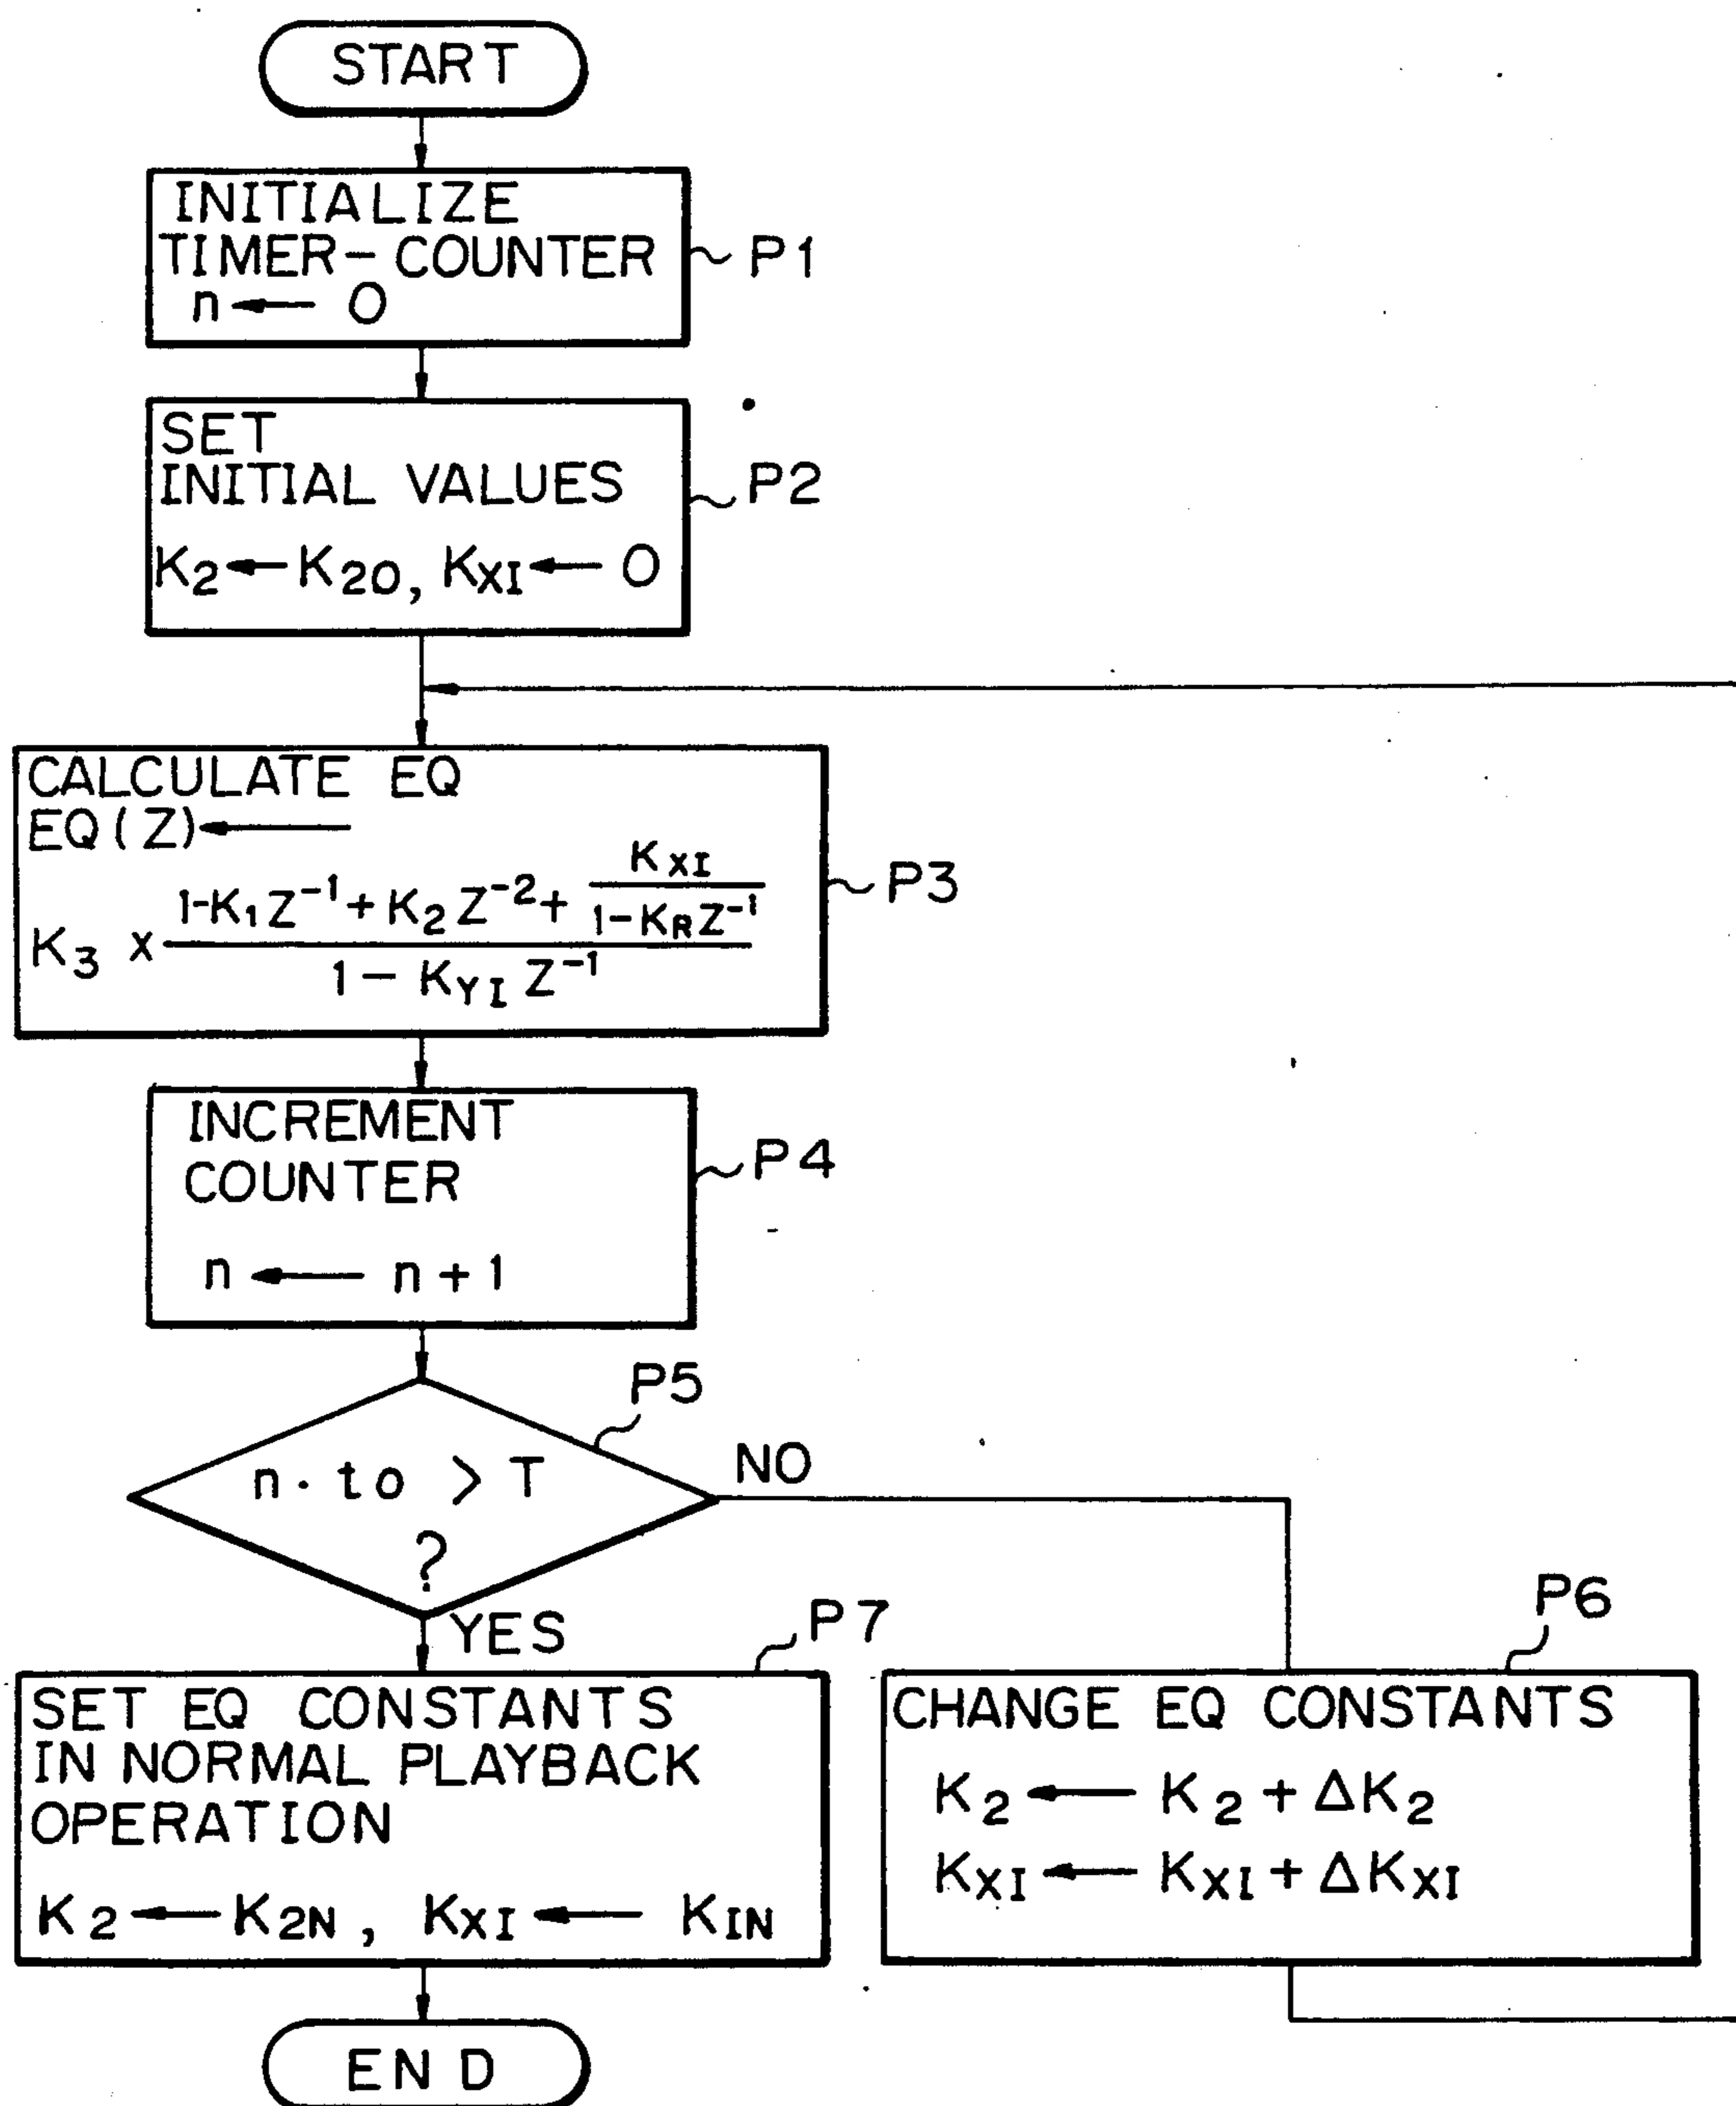 START
INITIALIZE
TIMER-COUNTER
n ← 0
P1
SET
INITIAL VALUES
K2 ← K20, KXI ← 0
P2
CALCULATE EQ
EQ(Z) ←
K3 x (1-K1Z^-1 + K2Z^-2 + KXI / (1-KRZ^-1)) / (1 - KYI Z^-1)
P3
INCREMENT
COUNTER
n ← n + 1
P4
P5
n · to > T
?
NO
YES
P7
SET EQ CONSTANTS
IN NORMAL PLAYBACK
OPERATION
K2 ← K2N, KXI ← KIN
P6
CHANGE EQ CONSTANTS
K2 ← K2 + ΔK2
KXI ← KXI + ΔKXI
END